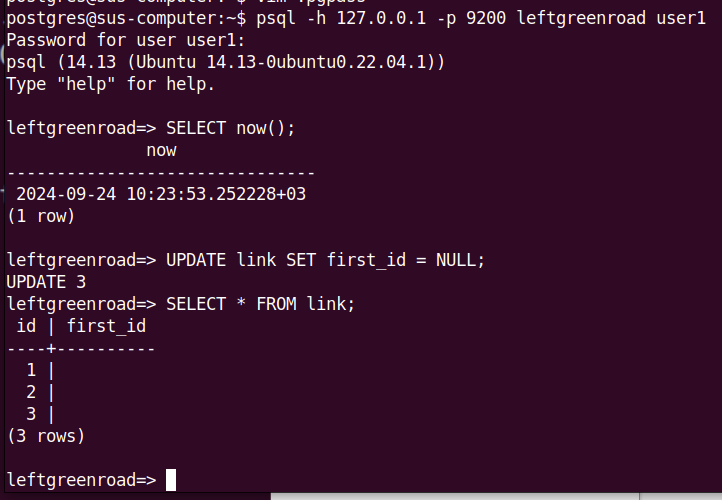 postgres@sus-computer:~$ psql -h 127.0.0.1 -p 9200 leftgreenroad user1
Password for user user1:
psql (14.13 (Ubuntu 14.13-0ubuntu0.22.04.1))
Type "help" for help.
leftgreenroad=> SELECT now();
now
-------------------------------
2024-09-24 10:23:53.252228+03
(1 row)
leftgreenroad=> UPDATE link SET first_id = NULL;
UPDATE 3
leftgreenroad=> SELECT * FROM link;
id | first_id
----+----------
1 |
2 |
3 |
(3 rows)
leftgreenroad=>